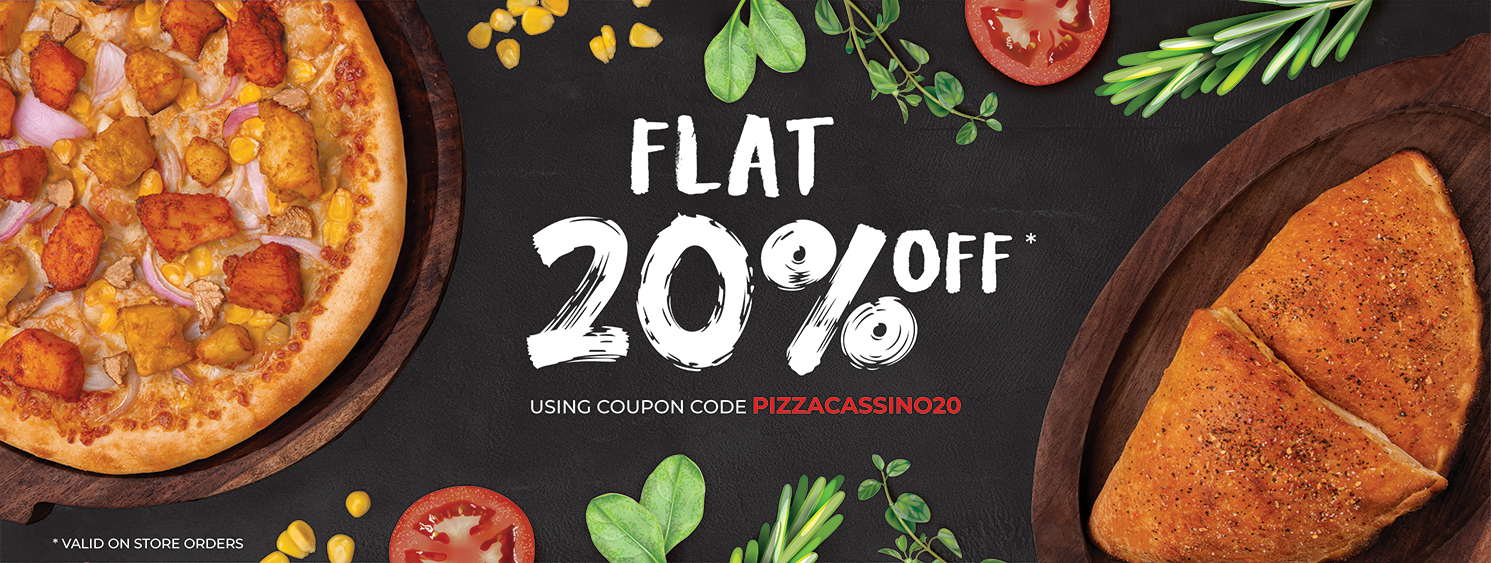 FLAT
20% OFF*
USING COUPON CODE PIZZACASSINO20
* VALID ON STORE ORDERS